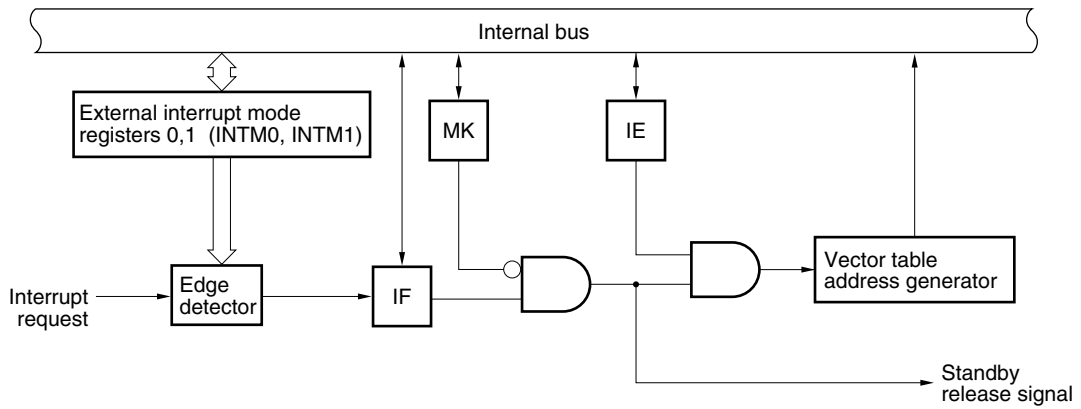 Internal bus
External interrupt mode
registers 0,1 (INTM0, INTM1)
MK
IE
Interrupt
request
Edge
detector
IF
Vector table
address generator
Standby
release signal